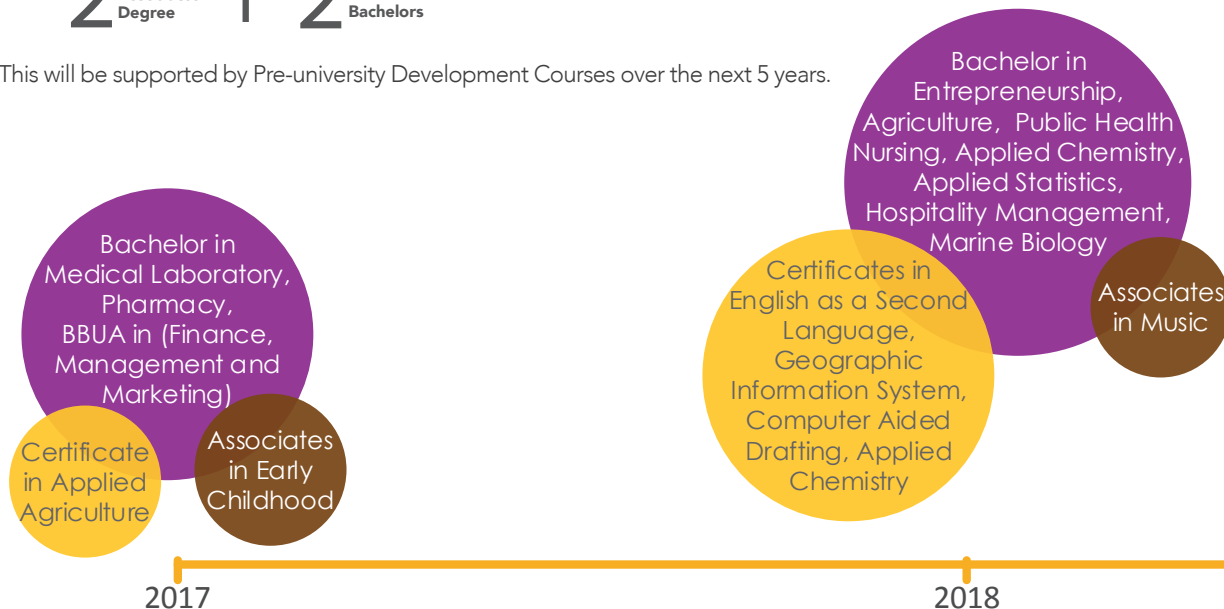 2 Degree 2 Bachelors
This will be supported by Pre-university Development Courses over the next 5 years.
Bachelor in
Medical Laboratory,
Pharmacy,
BBUA in (Finance,
Management and
Marketing)
Certificate
in Applied
Agriculture
Associates
in Early
Childhood
Bachelor in
Entrepreneurship,
Agriculture, Public Health
Nursing, Applied Chemistry,
Applied Statistics,
Hospitality Management,
Marine Biology
Certificates in
English as a Second
Language,
Geographic
Information System,
Computer Aided
Drafting, Applied
Chemistry
Associates
in Music
2017
2018